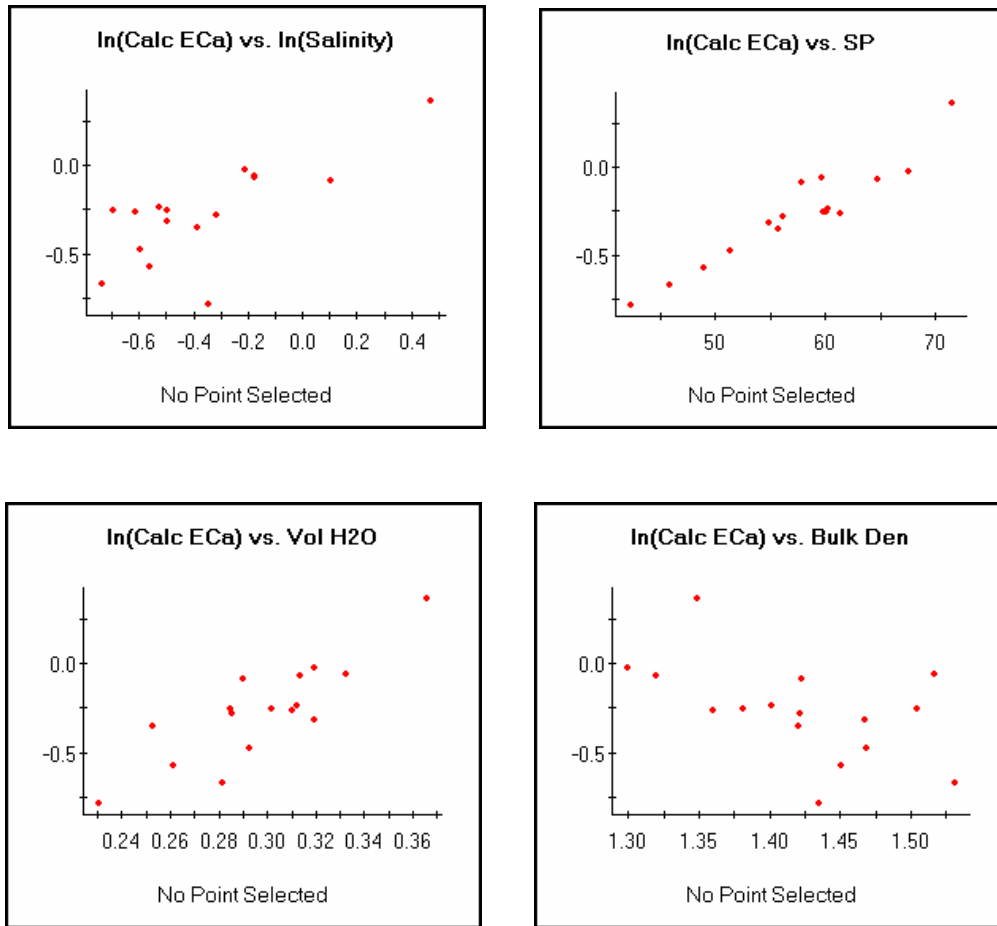 ln(Calc ECa) vs. ln(Salinity)
0.0
-0.5
-0.6 -0.4 -0.2 0.0 0.2 0.4
No Point Selected
ln(Calc ECa) vs. SP
0.0
-0.5
50 60 70
No Point Selected
ln(Calc ECa) vs. Vol H2O
0.0
-0.5
0.24 0.26 0.28 0.30 0.32 0.34 0.36
No Point Selected
ln(Calc ECa) vs. Bulk Den
0.0
-0.5
1.30 1.35 1.40 1.45 1.50
No Point Selected